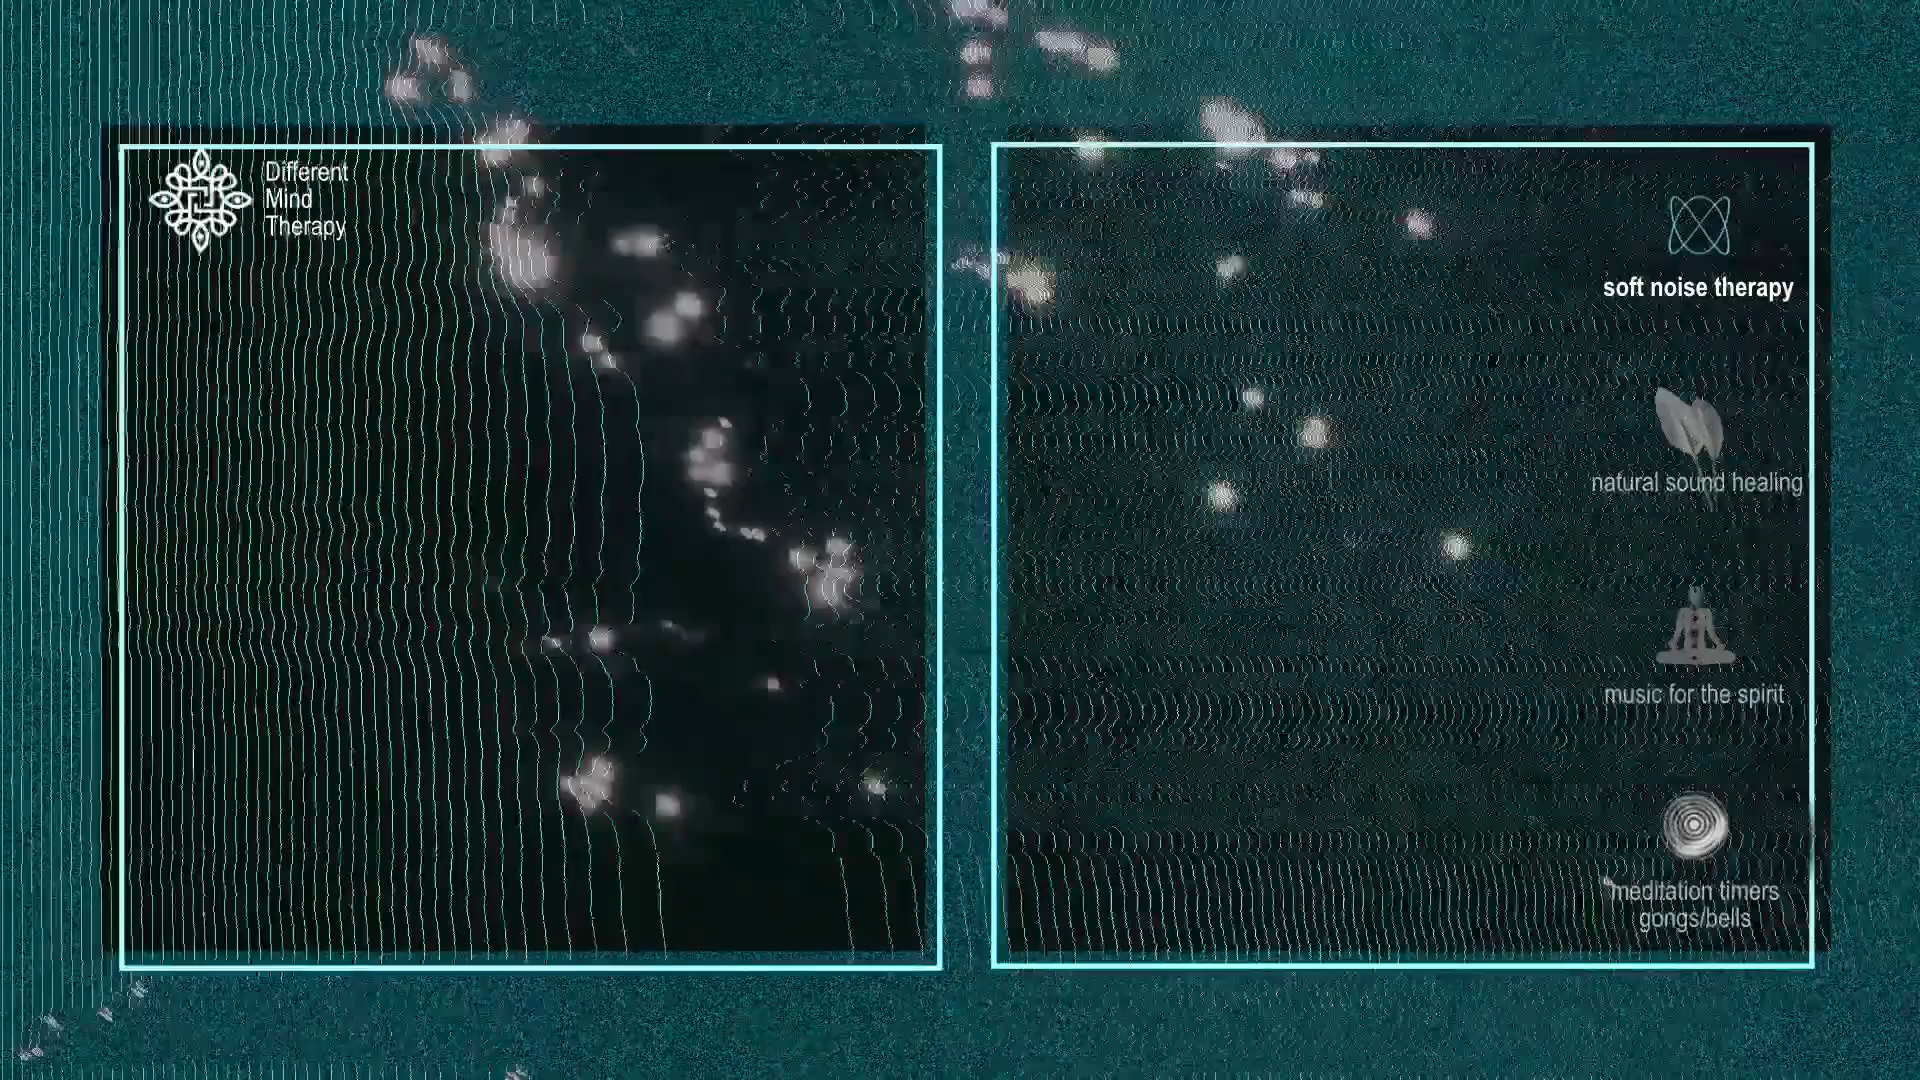 Different
Mind
Therapy
soft noise therapy
natural sound healing
music for the spirit
meditation timers
gongs/bells